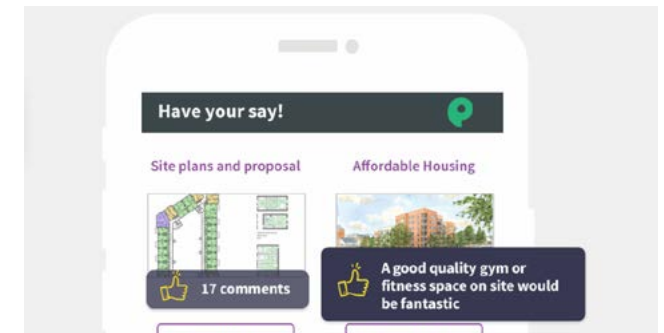 Have your say!
Site plans and proposal
Affordable Housing
17 comments
A good quality gym or
fitness space on site would
be fantastic